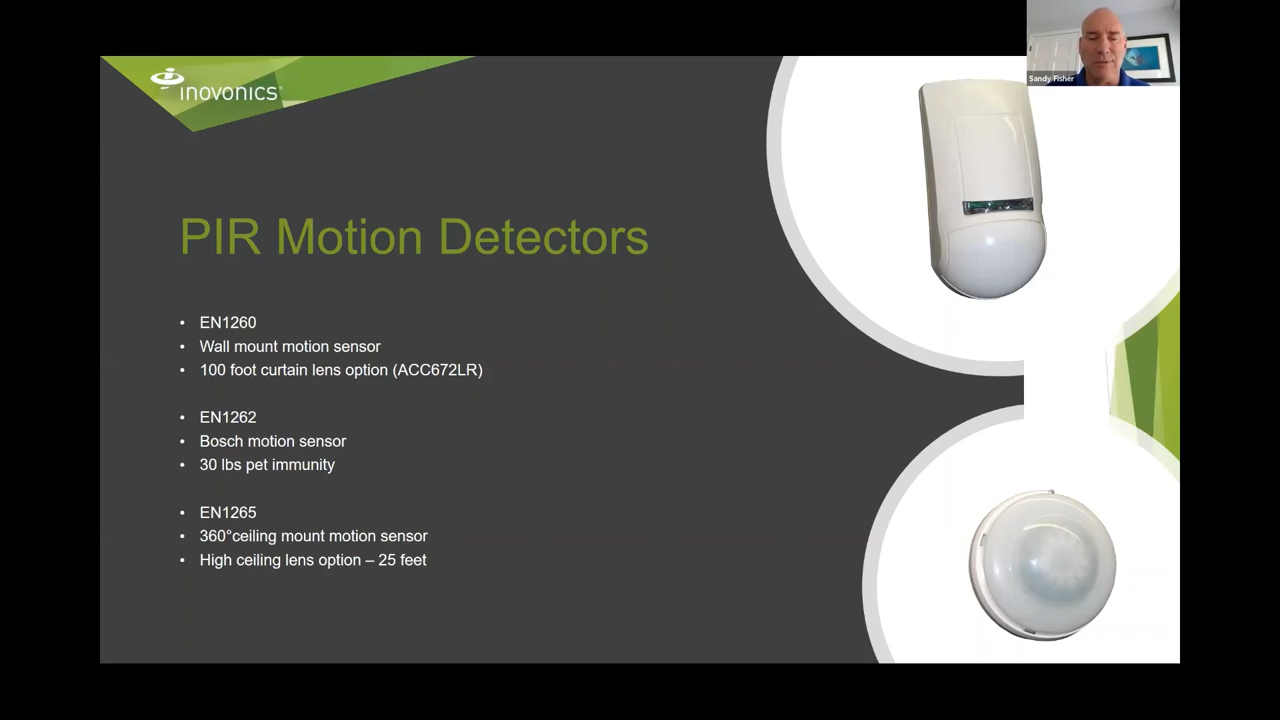 inovonics
Sandy Fisher
PIR Motion Detectors
• EN1260
• Wall mount motion sensor
• 100 foot curtain lens option (ACC672LR)
• EN1262
• Bosch motion sensor
• 30 lbs pet immunity
• EN1265
• 360°ceiling mount motion sensor
• High ceiling lens option – 25 feet